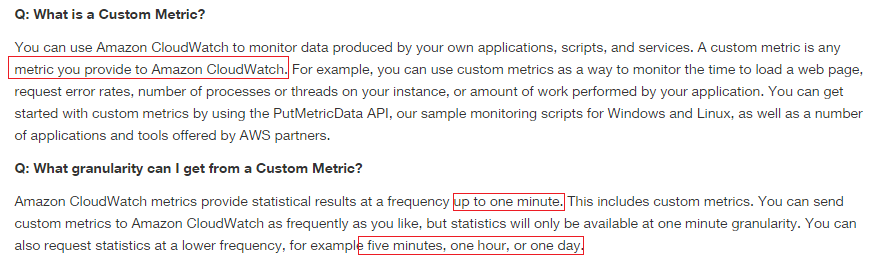 Q: What is a Custom Metric?
You can use Amazon CloudWatch to monitor data produced by your own applications, scripts, and services. A custom metric is any
metric you provide to Amazon CloudWatch. For example, you can use custom metrics as a way to monitor the time to load a web page,
request error rates, number of processes or threads on your instance, or amount of work performed by your application. You can get
started with custom metrics by using the PutMetricData API, our sample monitoring scripts for Windows and Linux, as well as a number
of applications and tools offered by AWS partners.
Q: What granularity can I get from a Custom Metric?
Amazon CloudWatch metrics provide statistical results at a frequency up to one minute. This includes custom metrics. You can send
custom metrics to Amazon CloudWatch as frequently as you like, but statistics will only be available at one minute granularity. You can
also request statistics at a lower frequency, for example five minutes, one hour, or one day.